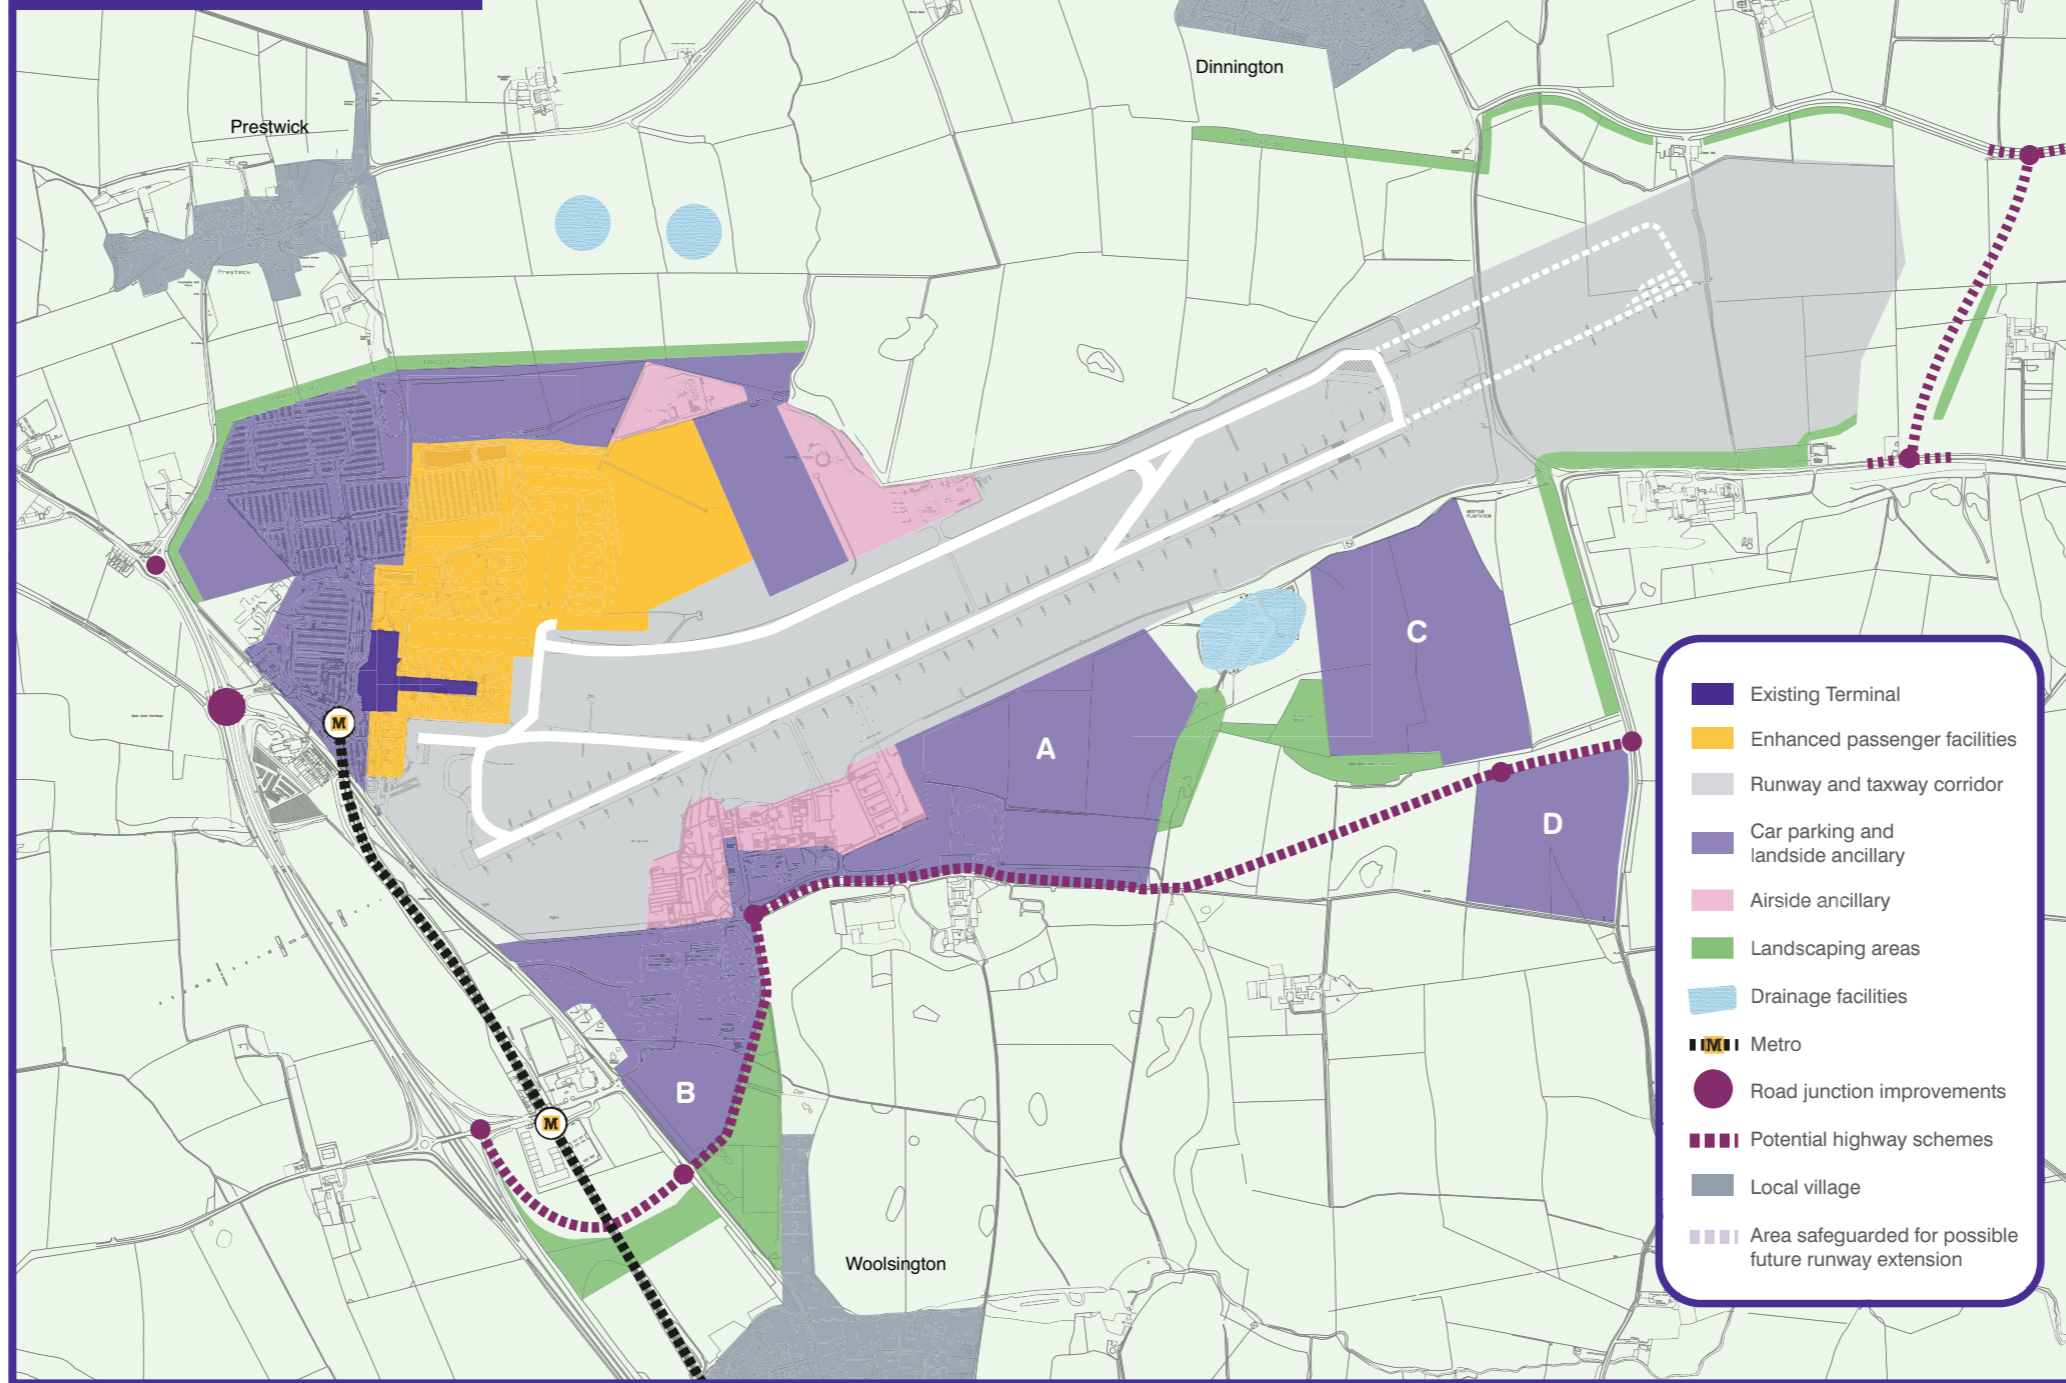 Dinnington
Prestwick
Prestwick
C
A
D
B
M
M
Woolsington
Existing Terminal
Enhanced passenger facilities
Runway and taxway corridor
Car parking and
landside ancillary
Airside ancillary
Landscaping areas
Drainage facilities
M
Metro
Road junction improvements
Potential highway schemes
Local village
Area safeguarded for possible
future runway extension